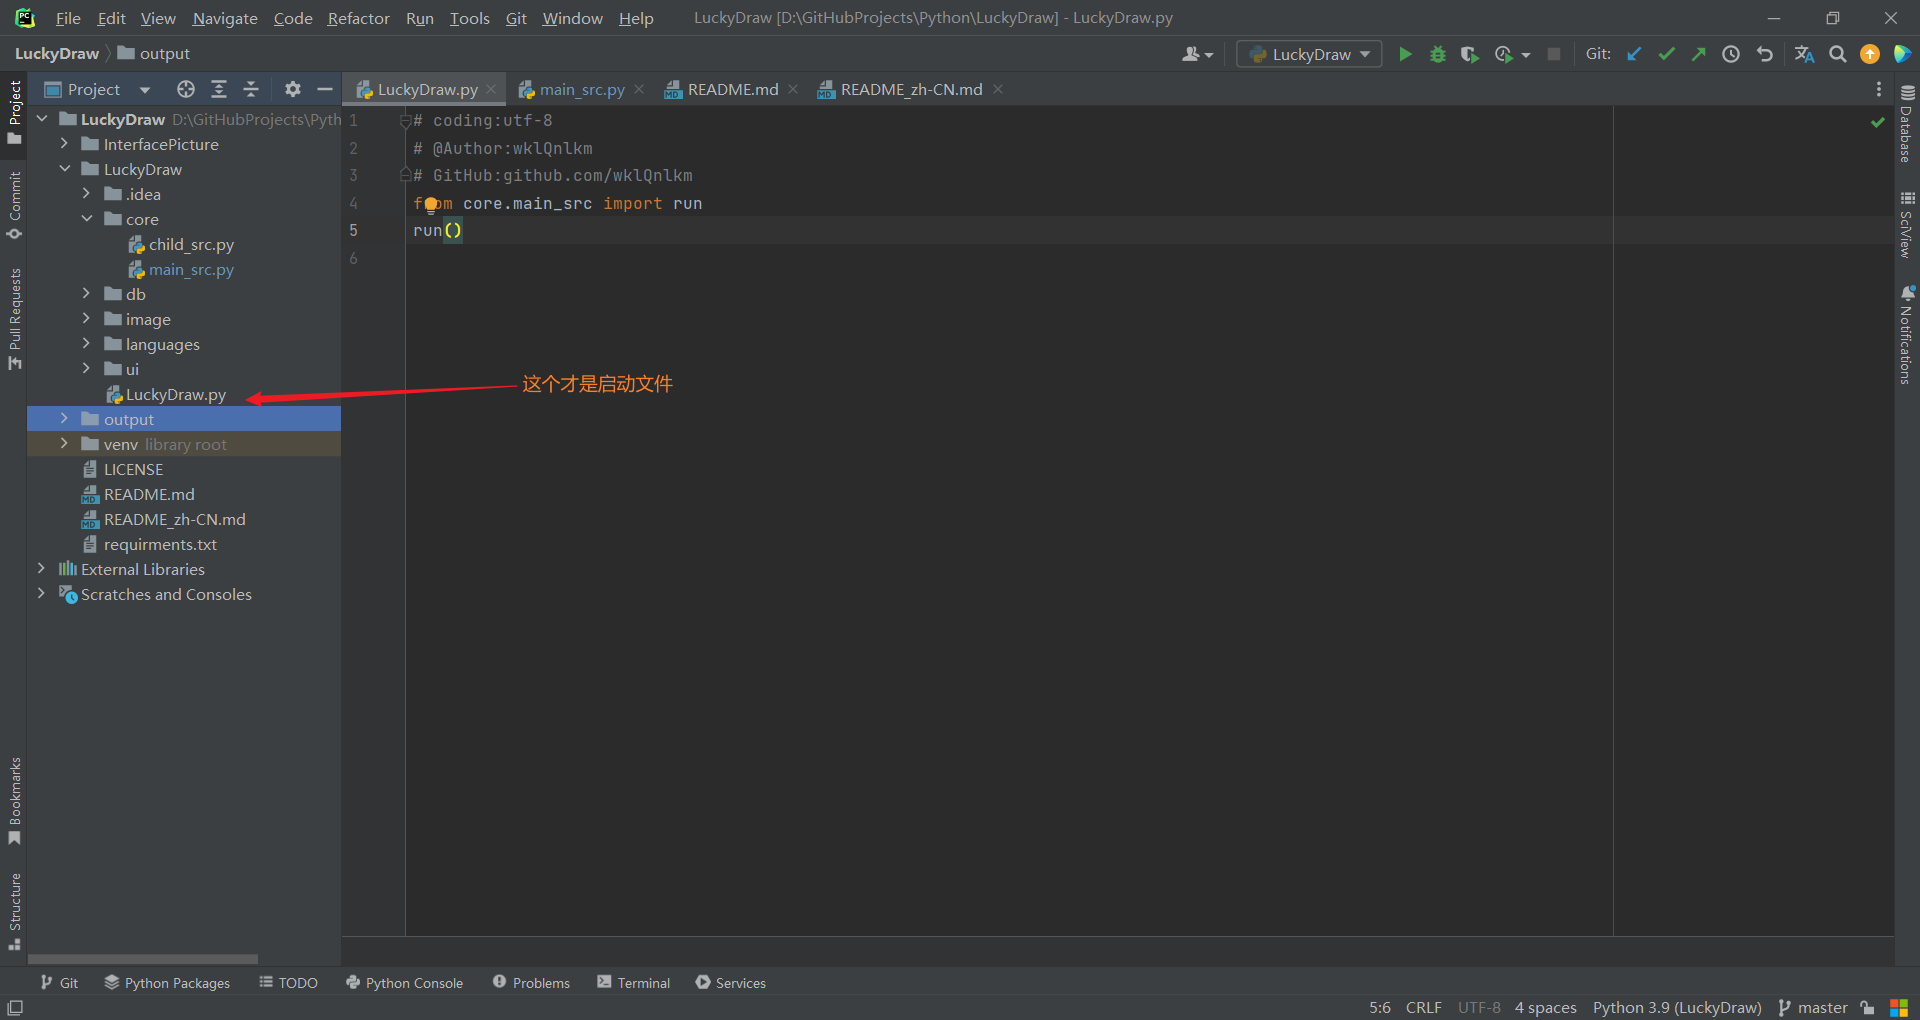 File Edit View Navigate Code Refactor Run Tools Git Window Help LuckyDraw [D:\GitHubProjects\Python\LuckyDraw] - LuckyDraw.py
LuckyDraw output LuckyDraw Git:
Project LuckyDraw.py main_src.py README.md README_zh-CN.md
Project
Commit
Pull Requests
Bookmarks
Structure
LuckyDraw D:\GitHubProjects\Pyth
InterfacePicture
LuckyDraw
.idea
core
child_src.py
main_src.py
db
image
languages
ui
LuckyDraw.py
output
venv library root
LICENSE
README.md
README_zh-CN.md
requirments.txt
External Libraries
Scratches and Consoles
1 # coding:utf-8
2 # @Author:wklQnlkm
3 # GitHub:github.com/wklQnlkm
4 from core.main_src import run
5 run()
6
这个才是启动文件
Database
SciView
Notifications
Git Python Packages TODO Python Console Problems Terminal Services
5:6 CRLF UTF-8 4 spaces Python 3.9 (LuckyDraw) master